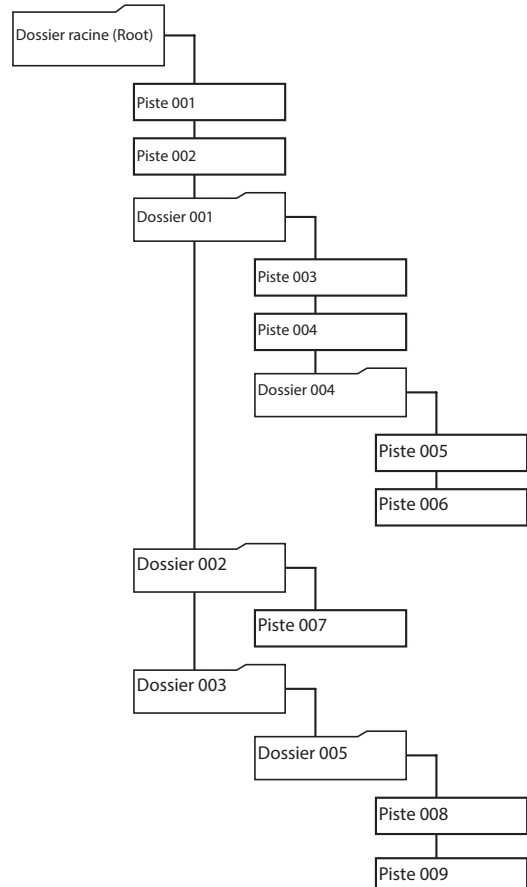 Dossier racine (Root)
Piste 001
Piste 002
Dossier 001
Piste 003
Piste 004
Dossier 004
Piste 005
Piste 006
Dossier 002
Piste 007
Dossier 003
Dossier 005
Piste 008
Piste 009